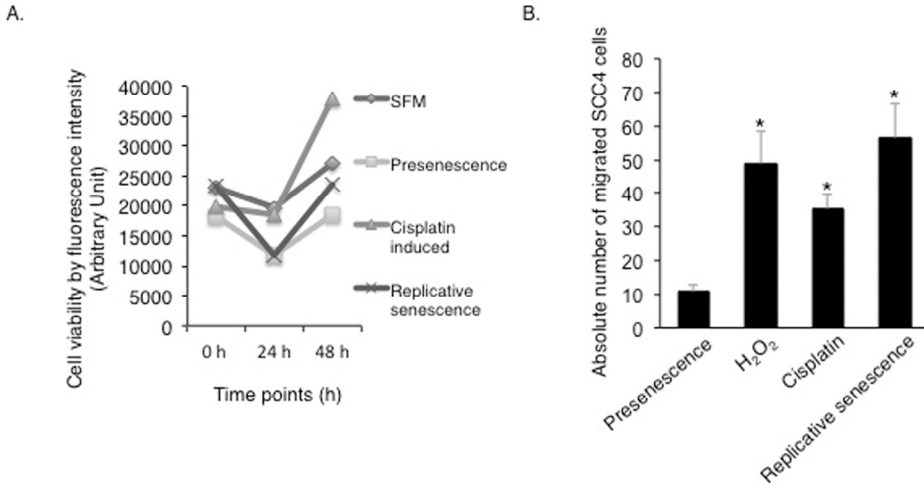 A.
Cell viability by fluorescence intensity
(Arbitrary Unit)
40000
35000
30000
25000
20000
15000
10000
5000
0
0 h 24 h 48 h
Time points (h)
SFM
Presenescence
Cisplatin
induced
Replicative
senescence
B.
Absolute number of migrated SCC4 cells
80
70
60
50
40
30
20
10
0
*
*
*
Presenescence
H₂O₂
Cisplatin
Replicative senescence